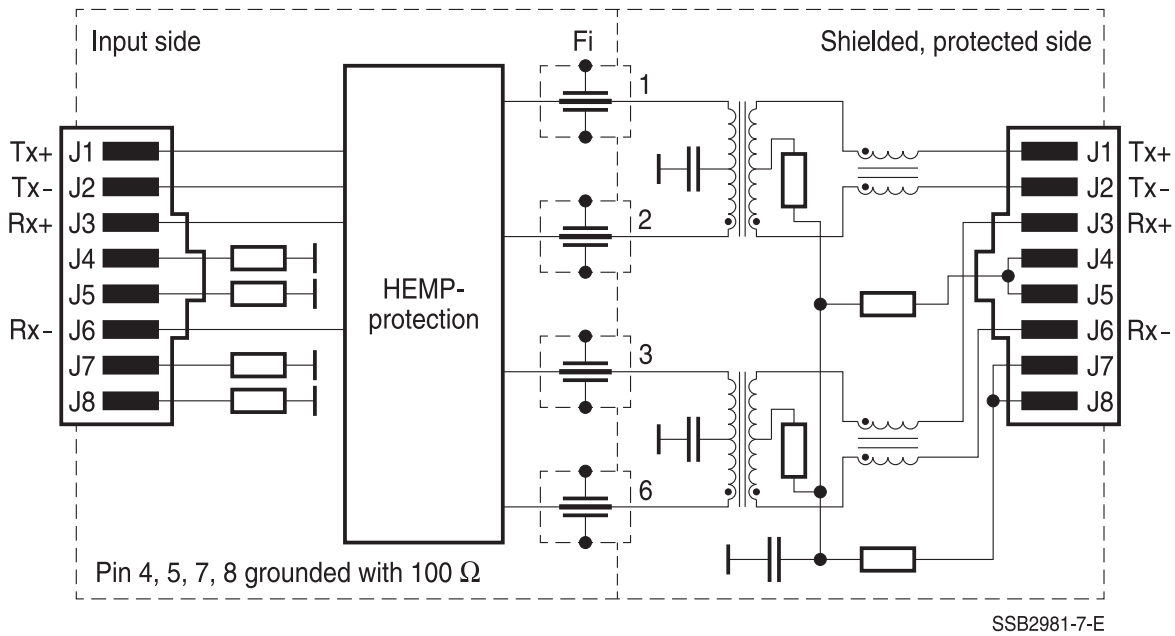 Input side
Fi
Shielded, protected side
1
2
3
6
Tx+ J1
Tx- J2
Rx+ J3
J4
J5
Rx- J6
J7
J8
HEMP-
protection
J1 Tx+
J2 Tx-
J3 Rx+
J4
J5
J6 Rx-
J7
J8
Pin 4, 5, 7, 8 grounded with 100 Ω
SSB2981-7-E